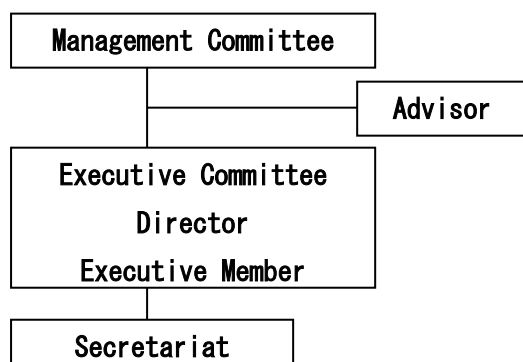 Management Committee
Advisor
Executive Committee
Director
Executive Member
Secretariat